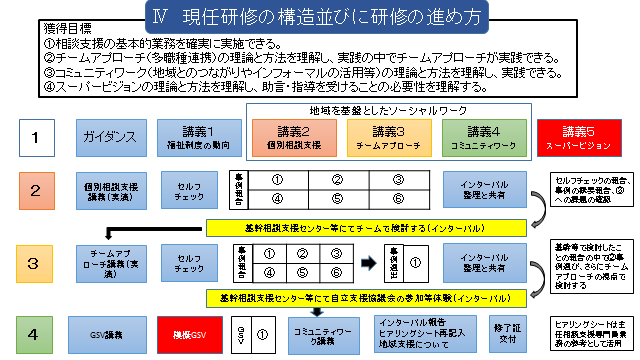 Ⅳ 現任研修の構造並びに研修の進め方
獲得目標
①相談支援の基本的業務を確実に実施できる。
②チームアプローチ(多職種連携)の理論と方法を理解し、実践の中でチームアプローチが実践できる。
③コミュニティワーク(地域とのつながりやインフォーマルの活用等)の理論と方法を理解し、実践できる。
④スーパービジョンの理論と方法を理解し、助言・指導を受けることの必要性を理解する。
地域を基盤としたソーシャルワーク
1
ガイダンス
講義1
福祉制度の動向
講義2
個別相談支援
講義3
チームアプローチ
講義4
コミュニティワーク
講義5
スーパービジョン
2
個別相談支援
講義(実演)
セルフ
チェック
事例報告
① ② ③
④ ⑤ ⑥
インターバル
整理と共有
セルフチェックの報告、
事例の概要報告、②
への課題の確認
基幹相談支援センター等にてチームで検討する(インターバル)
3
チームアプ
ローチ講義(実
演)
セルフ
チェック
事例報告
① ② ③
④ ⑤ ⑥
事例選出
①
インターバル
整理と共有
基幹等で検討したこ
との報告の中で②事
例選び、さらにチーム
アプローチの視点で
検討する
基幹相談支援センター等にて自立支援協議会の参加等体験(インターバル)
4
GSV講義
模擬GSV
GSV
①
コミュニティワー
ク講義
インターバル報告
ヒアリングシート再記入
地域支援について
修了証
交付
ヒアリングシートは主
任相談支援専門員業
務の参考として活用